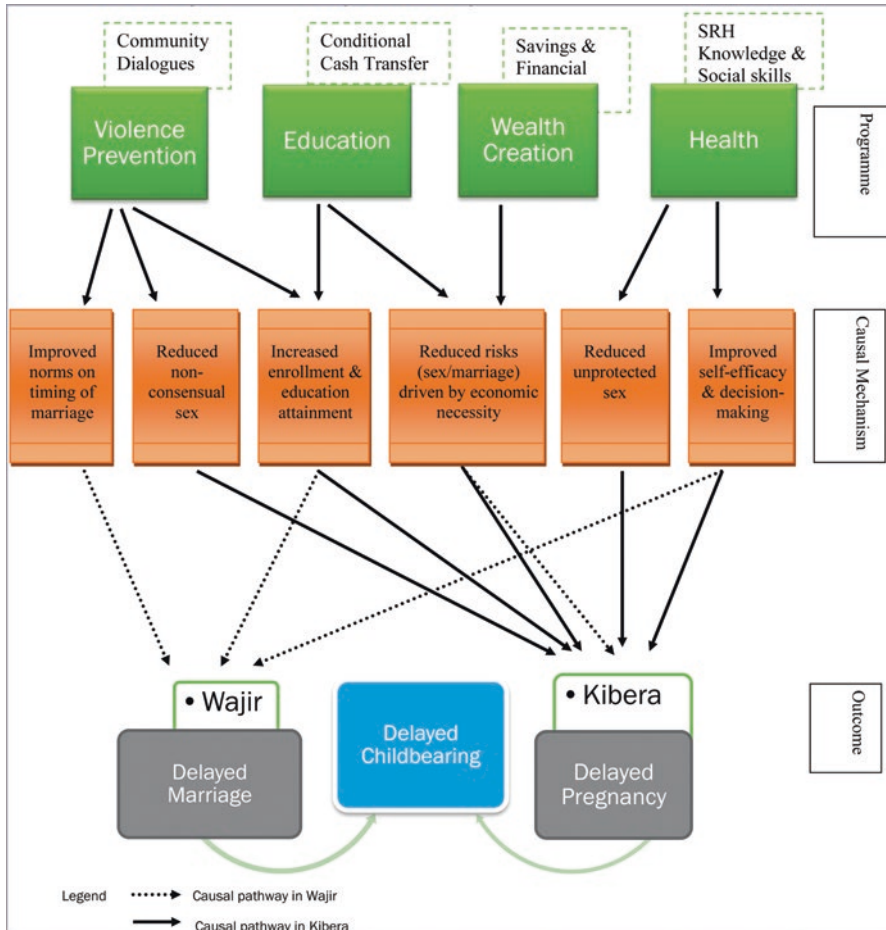 Community
Dialogues
Conditional
Cash Transfer
Savings &
Financial
SRH
Knowledge &
Social skills
Violence
Prevention
Education
Wealth
Creation
Health
Programme
Improved
norms on
timing of
marriage
Reduced
non-
consensual
sex
Increased
enrollment &
education
attainment
Reduced risks
(sex/marriage)
driven by economic
necessity
Reduced
unprotected
sex
Improved
self-efficacy
& decision-
making
Causal Mechanism
• Wajir
Delayed
Marriage
Delayed
Childbearing
• Kibera
Delayed
Pregnancy
Outcome
Legend
Causal pathway in Wajir
Causal pathway in Kibera